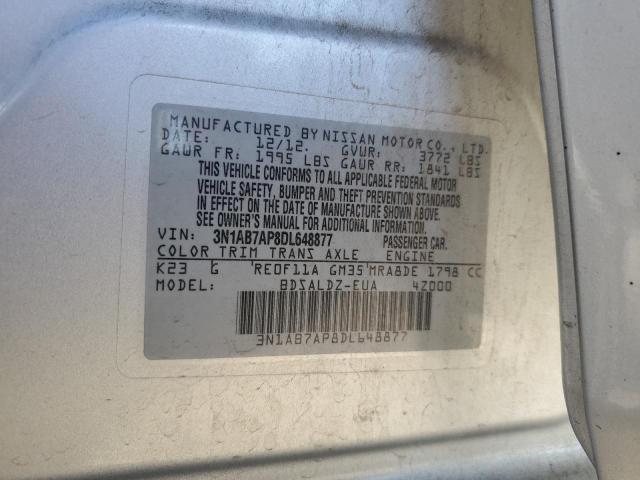 MANUFACTURED BY NISSAN MOTOR CO., LTD.
DATE: 12/12. GVWR: 3772 LBS
GAWR FR: 1995 LBS GAWR RR: 1841 LBS
THIS VEHICLE CONFORMS TO ALL APPLICABLE FEDERAL MOTOR
VEHICLE SAFETY, BUMPER AND THEFT PREVENTION STANDARDS
IN EFFECT ON THE DATE OF MANUFACTURE SHOWN ABOVE.
SEE OWNER'S MANUAL FOR ADDITIONAL INFORMATION.
VIN: 3N1AB7AP8DL648877 PASSENGER CAR.
COLOR TRIM TRANS AXLE ENGINE
K23 G 'RE0F11A GM35'MRA8DE 1798 CC
MODEL: BDSALDZ-EUA 4Z000
3N1AB7AP8DL648877